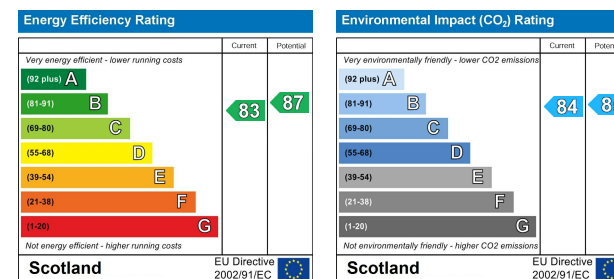 Energy Efficiency Rating
Current Potential
Very energy efficient - lower running costs
(92 plus) A
(81-91) B
(69-80) C
(55-68) D
(39-54) E
(21-38) F
(1-20) G
83
87
Not energy efficient - higher running costs
Scotland
EU Directive
2002/91/EC
Environmental Impact (CO₂) Rating
Current
Very environmentally friendly - lower CO2 emissions
(92 plus) A
(81-91) B
(69-80) C
(55-68) D
(39-54) E
(21-38) F
(1-20) G
84
Not environmentally friendly - higher CO2 emissions
Scotland
EU Directive
2002/91/EC